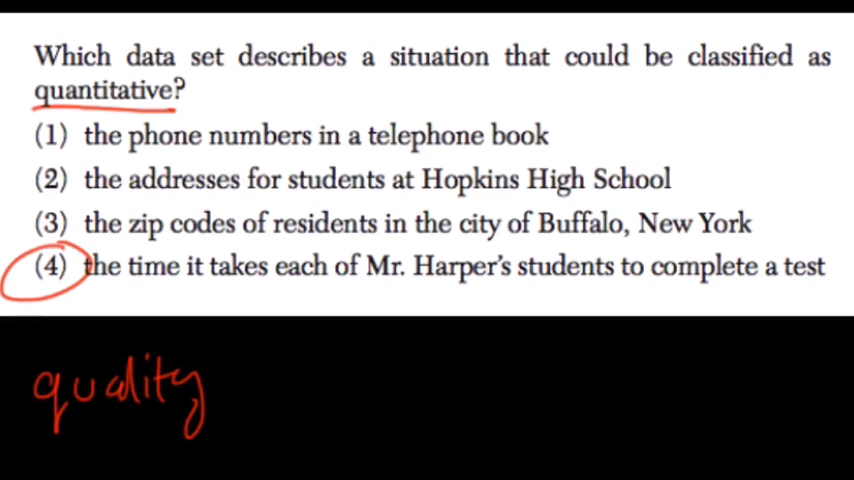 Which data set describes a situation that could be classified as
quantitative?
(1) the phone numbers in a telephone book
(2) the addresses for students at Hopkins High School
(3) the zip codes of residents in the city of Buffalo, New York
(4) the time it takes each of Mr. Harper's students to complete a test
quality